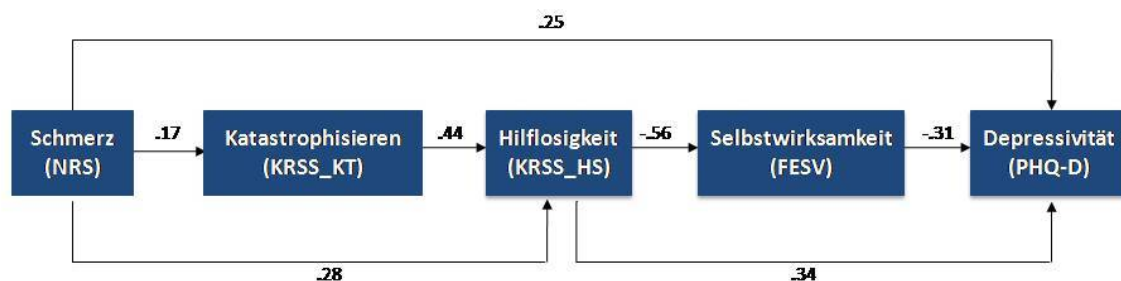 .25
Schmerz
(NRS)
.17
Katastrophisieren
(KRSS_KT)
.44
Hilflosigkeit
(KRSS_HS)
-.56
Selbstwirksamkeit
(FESV)
-.31
Depressivität
(PHQ-D)
.28
.34